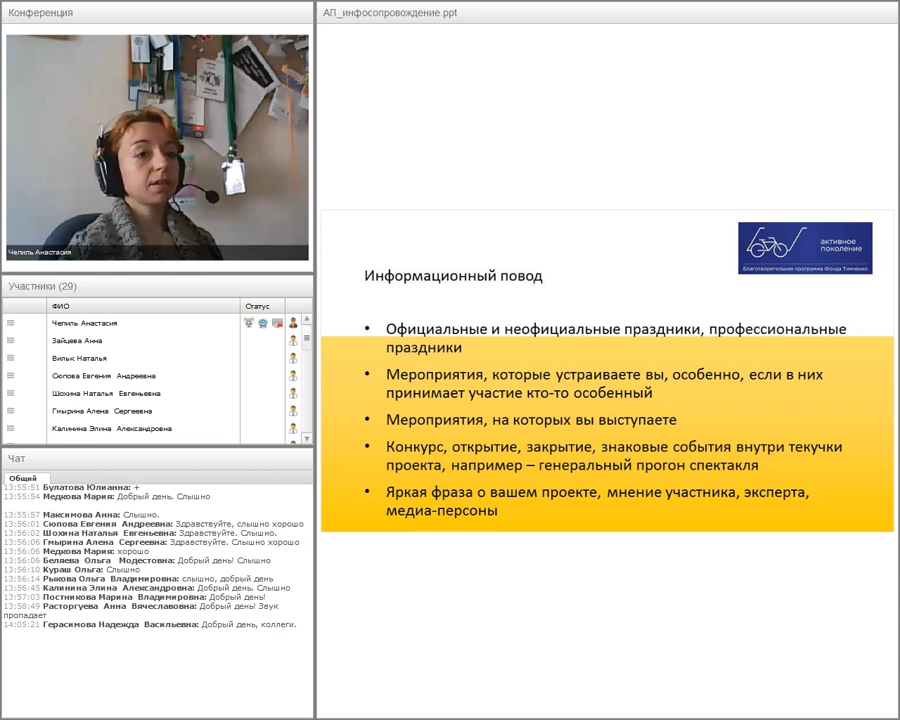 Конференция
Чепиль Анастасия
Участники (29)
ФИО
Статус
Чепиль Анастасия
Зайцева Анна
Вильк Наталья
Сюпова Евгения Андреевна
Шохина Наталья Евгеньевна
Гмырина Алена Сергеевна
Калинина Элина Александровна
Чат
Общий
13:55:51 Булатова Юлианна: +
13:55:54 Медкова Мария: Добрый день. Слышно
13:55:57 Максимова Анна: Слышно.
13:56:01 Сюпова Евгения Андреевна: Здравствуйте, слышно хорошо
13:56:02 Шохина Наталья Евгеньевна: Здравствуйте. Слышно.
13:56:06 Гмырина Алена Сергеевна: Здравствуйте. Слышно хорошо
13:56:06 Медкова Мария: хорошо
13:56:06 Беляева Ольга Модестовна: Добрый день! Слышно
13:56:10 Кураш Ольга: Слышно
13:56:14 Рыкова Ольга Владимировна: слышно, добрый день
13:56:45 Калинина Элина Александровна: Добрый день. Слышно
13:57:03 Постникова Марина Владимировна: Добрый день!
13:58:49 Расторгуева Анна Вячеславовна: Добрый день! Звук
пропадает
14:05:21 Герасимова Надежда Васильевна: Добрый день, коллеги.
АП_инфосопровождение.ppt
активное
поколение
Благотворительная программа Фонда Тимченко
Информационный повод
• Официальные и неофициальные праздники, профессиональные
праздники
• Мероприятия, которые устраиваете вы, особенно, если в них
принимает участие кто-то особенный
• Мероприятия, на которых вы выступаете
• Конкурс, открытие, закрытие, знаковые события внутри текучки
проекта, например – генеральный прогон спектакля
• Яркая фраза о вашем проекте, мнение участника, эксперта,
медиа-персоны